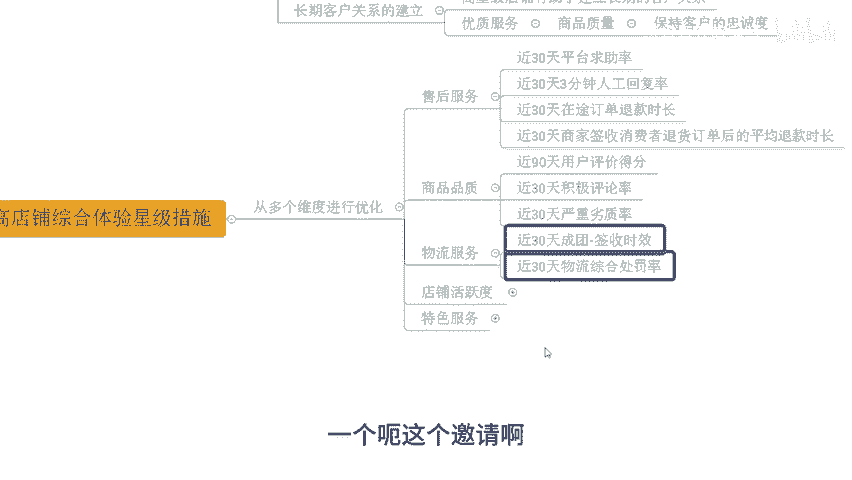 长期客户关系的建立
优质服务 商品质量 保持客户的忠诚度
近30天平台求助率
近30天3分钟人工回复率
售后服务
近30天在途订单退款时长
近30天商家签收消费者退货订单后的平均退款时长
近90天用户评价得分
商品品质
近30天积极评论率
近30天严重劣质率
店铺综合体验星级措施
从多个维度进行优化
近30天成团-签收时效
物流服务
近30天物流综合处罚率
店铺活跃度
特色服务
一个呃这个邀请啊